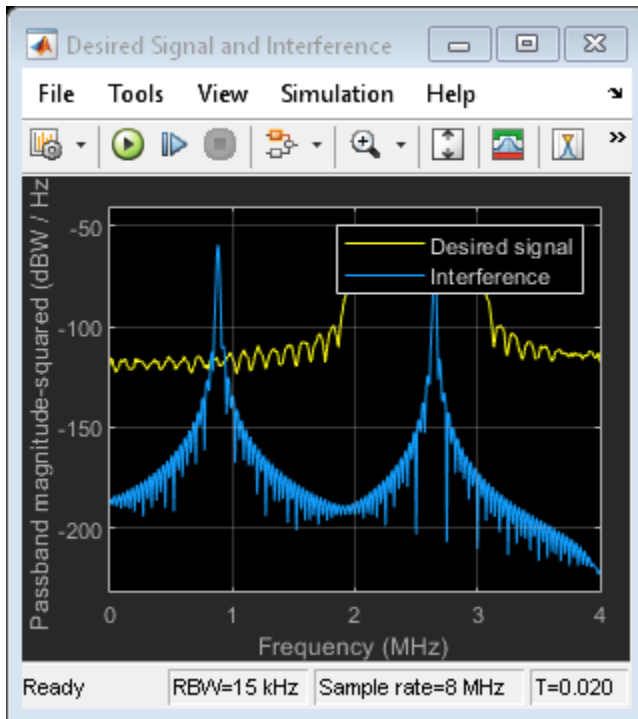 Desired Signal and Interference
File Tools View Simulation Help
Passband magnitude-squared (dBW / Hz
-50
-100
-150
-200
Desired signal
Interference
0 1 2 3 4
Frequency (MHz)
Ready RBW=15 kHz Sample rate=8 MHz T=0.020